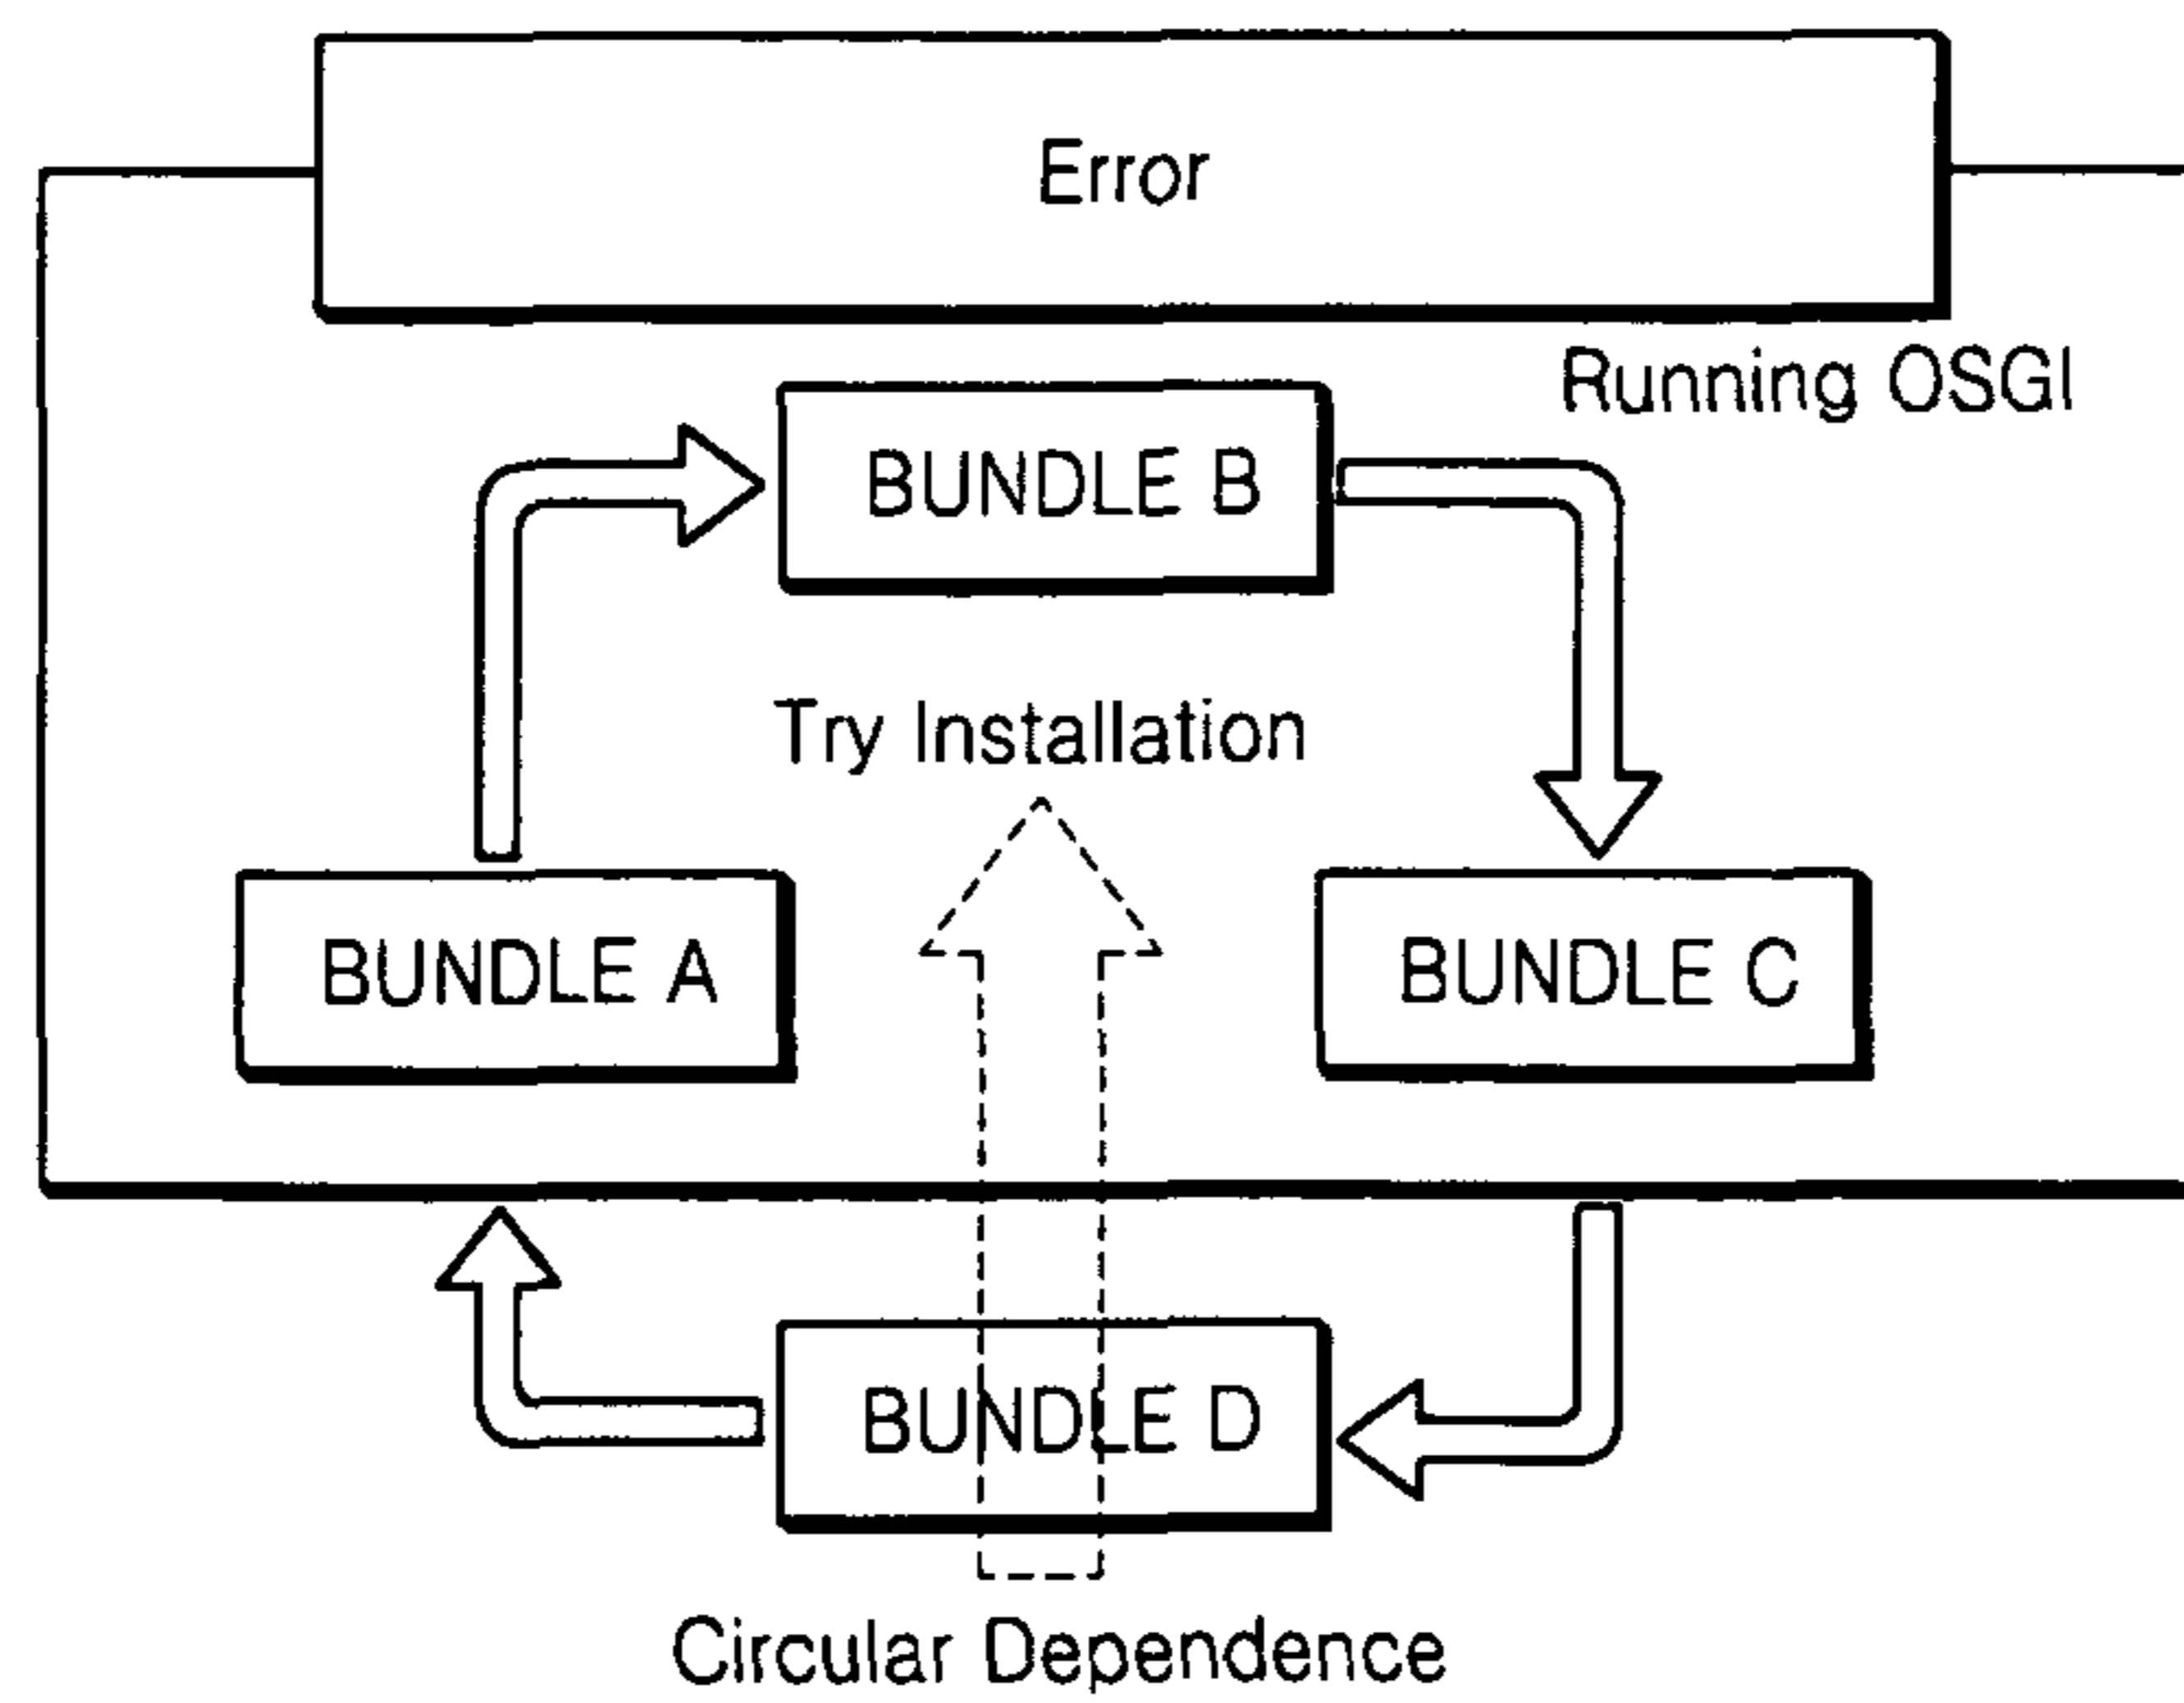 Error
Running OSGI
BUNDLE B
Try Installation
BUNDLE A
BUNDLE C
BUNDLE D
Circular Dependence